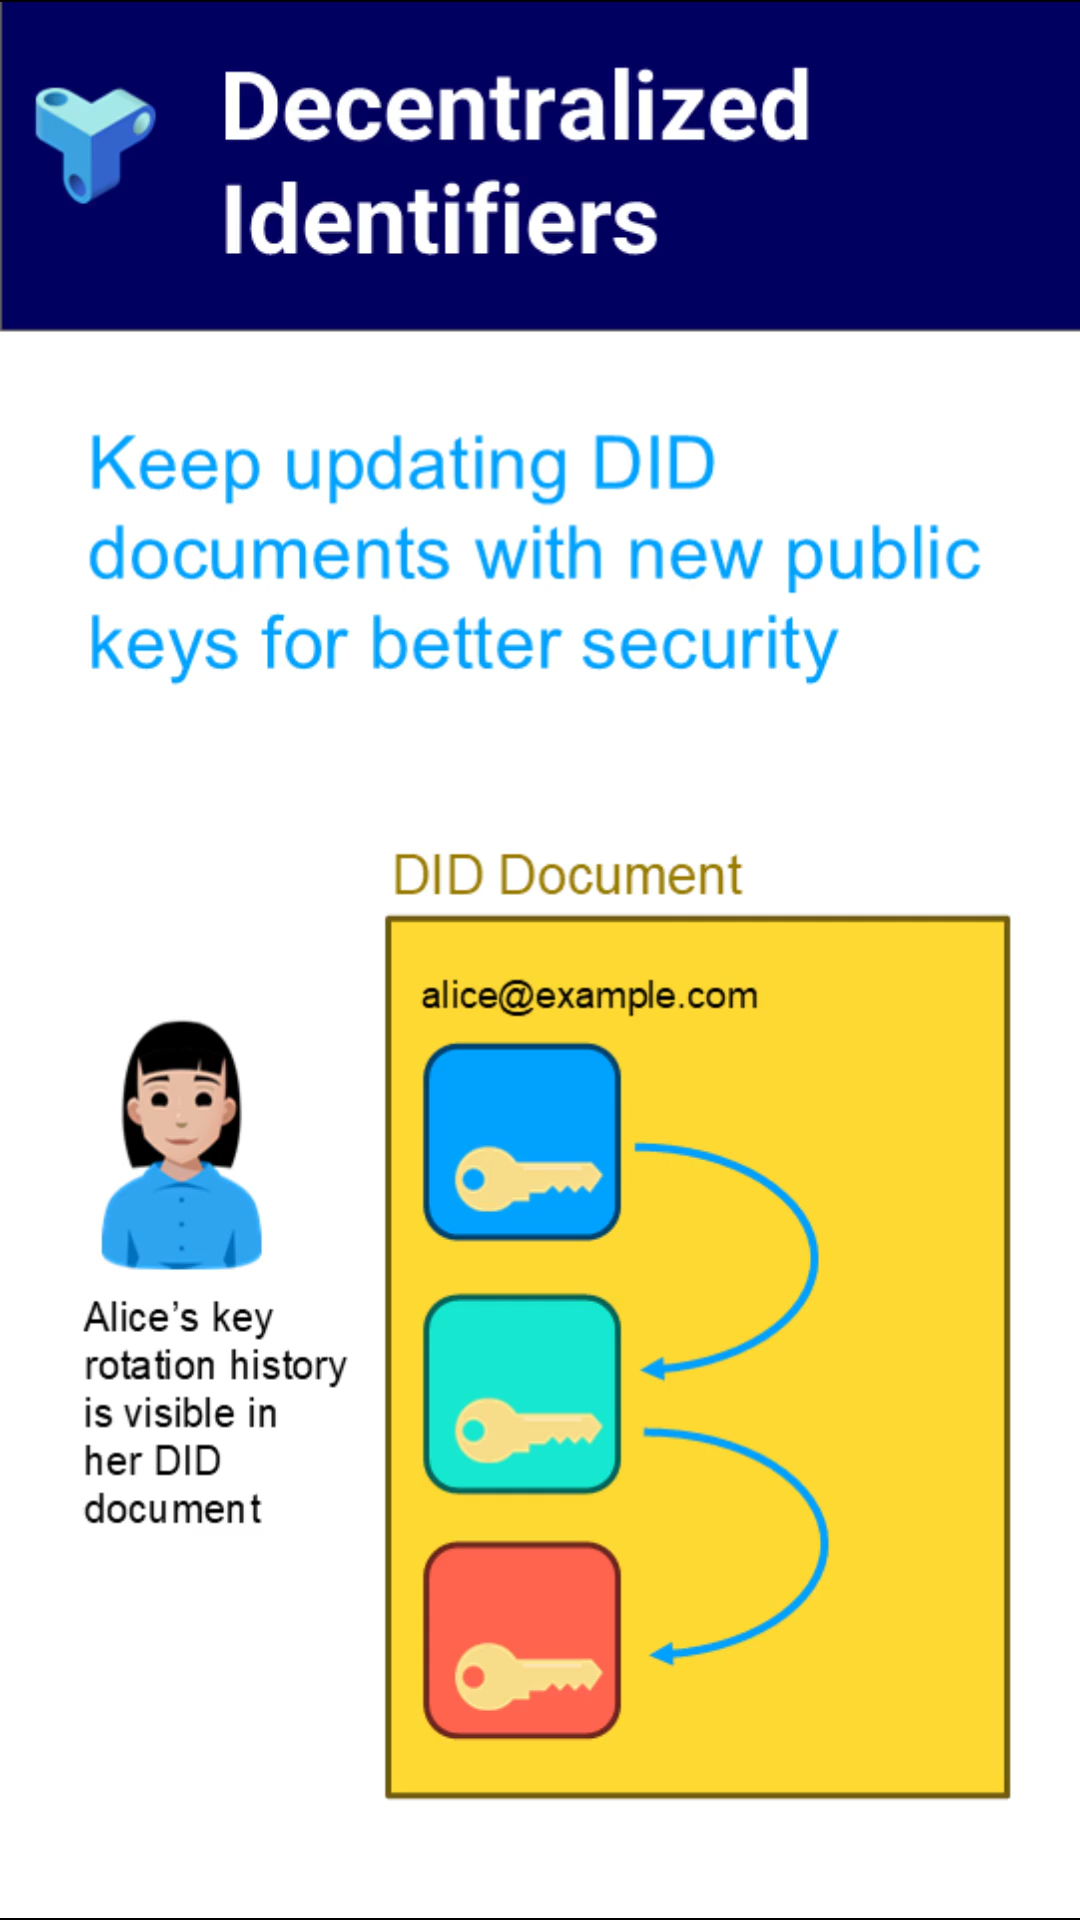 Decentralized
Identifiers
Keep updating DID
documents with new public
keys for better security
DID Document
alice@example.com
Alice’s key
rotation history
is visible in
her DID
document